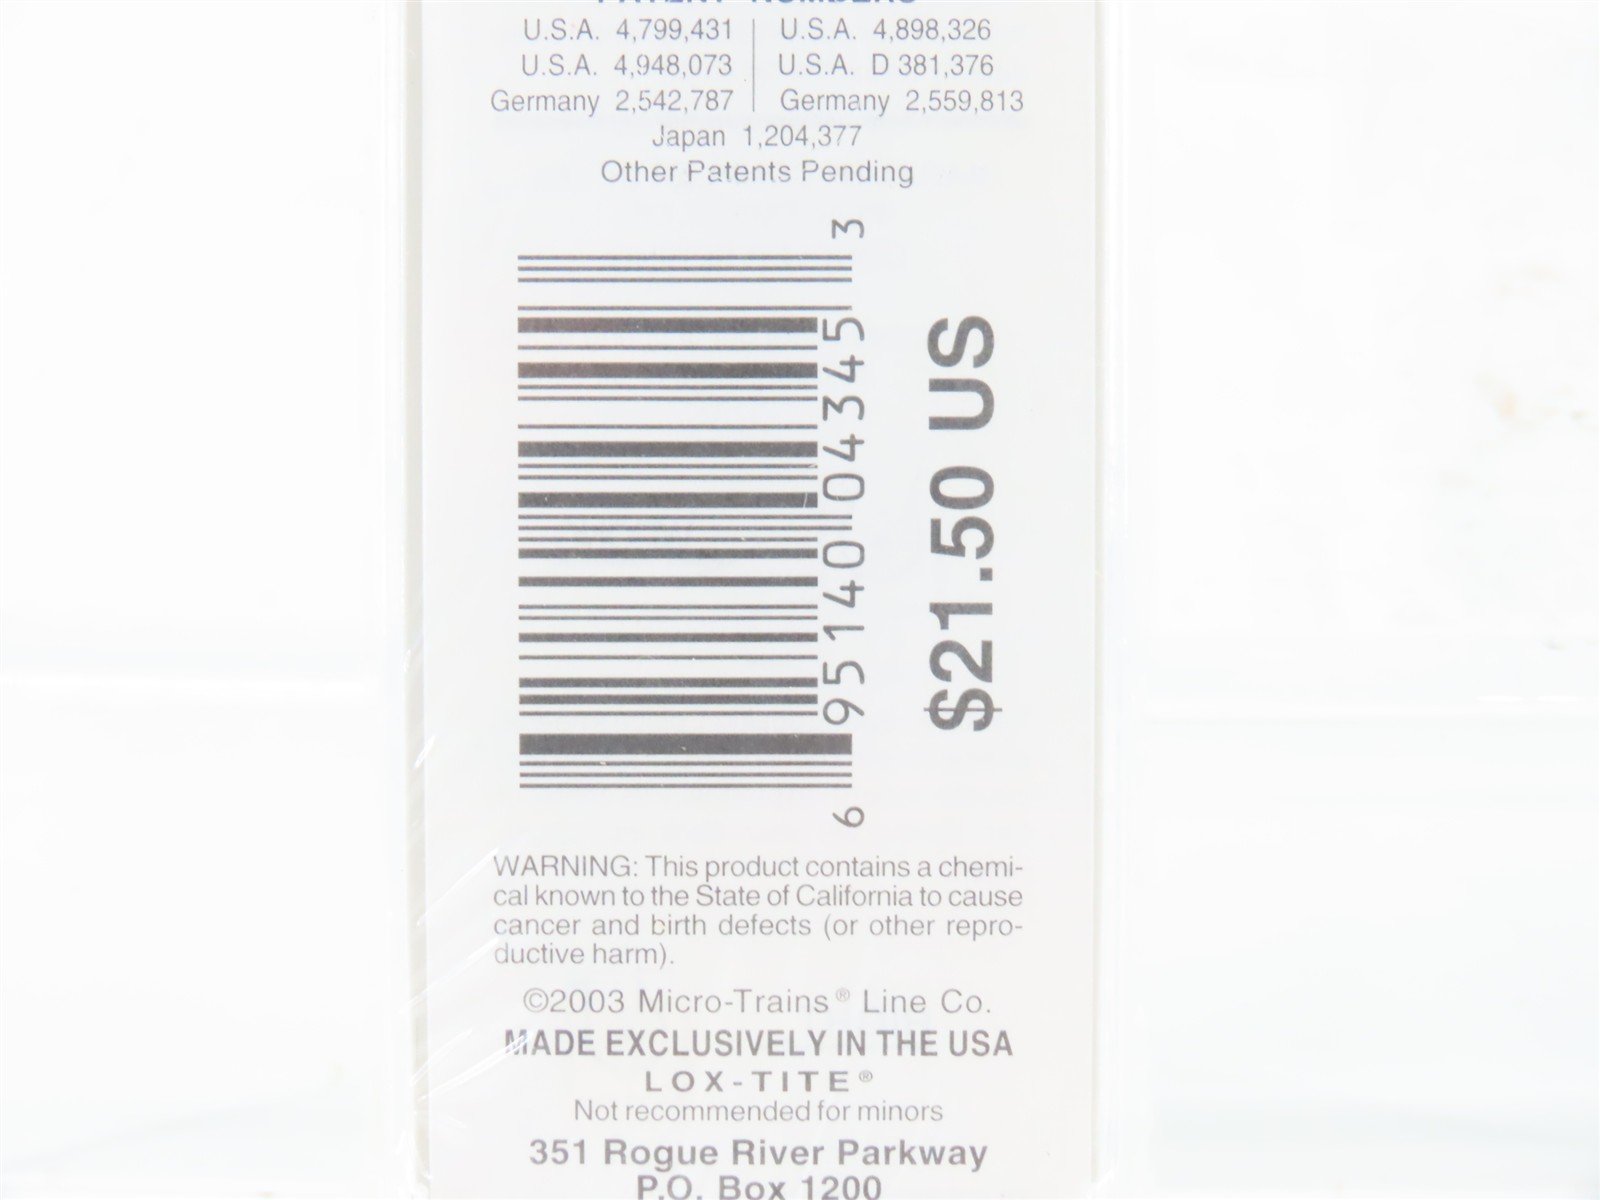 PATENT NUMBERS
U.S.A. 4,799,431 U.S.A. 4,898,326
U.S.A. 4,948,073 U.S.A. D 381,376
Germany 2,542,787 Germany 2,559,813
Japan 1,204,377
Other Patents Pending
6 95140 04345 3
$21.50 US
WARNING: This product contains a chemi-
cal known to the State of California to cause
cancer and birth defects (or other repro-
ductive harm).
©2003 Micro-Trains® Line Co.
MADE EXCLUSIVELY IN THE USA
LOX-TITE®
Not recommended for minors
351 Rogue River Parkway
P.O. Box 1200